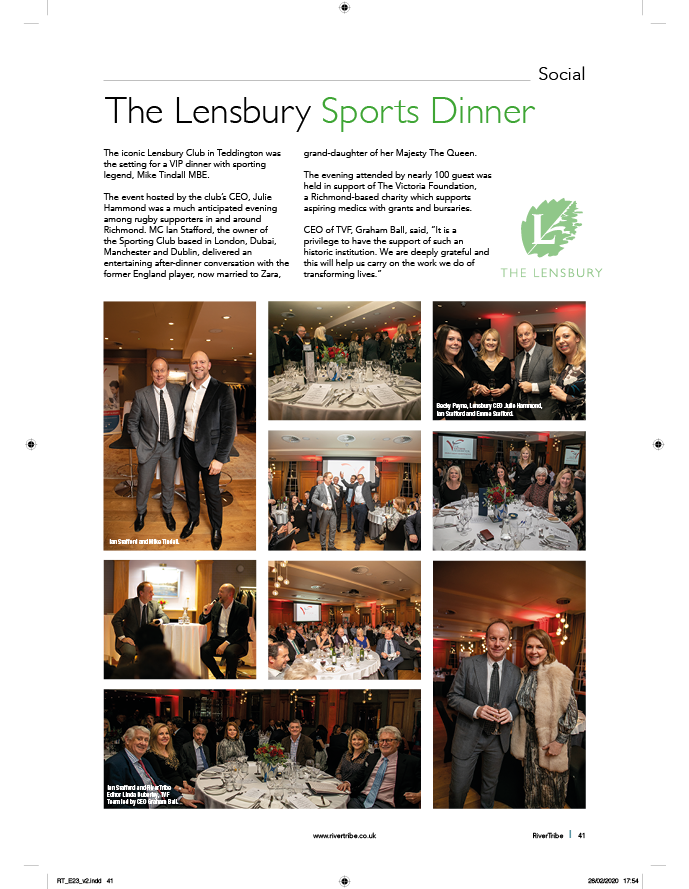 Social
The Lensbury Sports Dinner
The iconic Lensbury Club in Teddington was
the setting for a VIP dinner with sporting
legend, Mike Tindall MBE.
The event hosted by the club's CEO, Julie
Hammond was a much anticipated evening
among rugby supporters in and around
Richmond. MC Ian Stafford, the owner of
the Sporting Club based in London, Dubai,
Manchester and Dublin, delivered an
entertaining after-dinner conversation with the
former England player, now married to Zara,
grand-daughter of her Majesty The Queen.
The evening attended by nearly 100 guest was
held in support of The Victoria Foundation,
a Richmond-based charity which supports
aspiring medics with grants and bursaries.
CEO of TVF, Graham Ball, said, "It is a
privilege to have the support of such an
historic institution. We are deeply grateful and
this will help us carry on the work we do of
transforming lives."
L
THE LENSBURY
Becky Payne, Lensbury CEO Julie Hammond,
Ian Stafford and Emma Stafford.
Ian Stafford and Mike Tindall.
Ian Stafford and RiverTribe
Editor Linda Duberley, TVF
Team led by CEO Graham Ball.
www.rivertribe.co.uk
RiverTribe | 41
RT_E23_v2.indd 41
26/02/2020 17:54